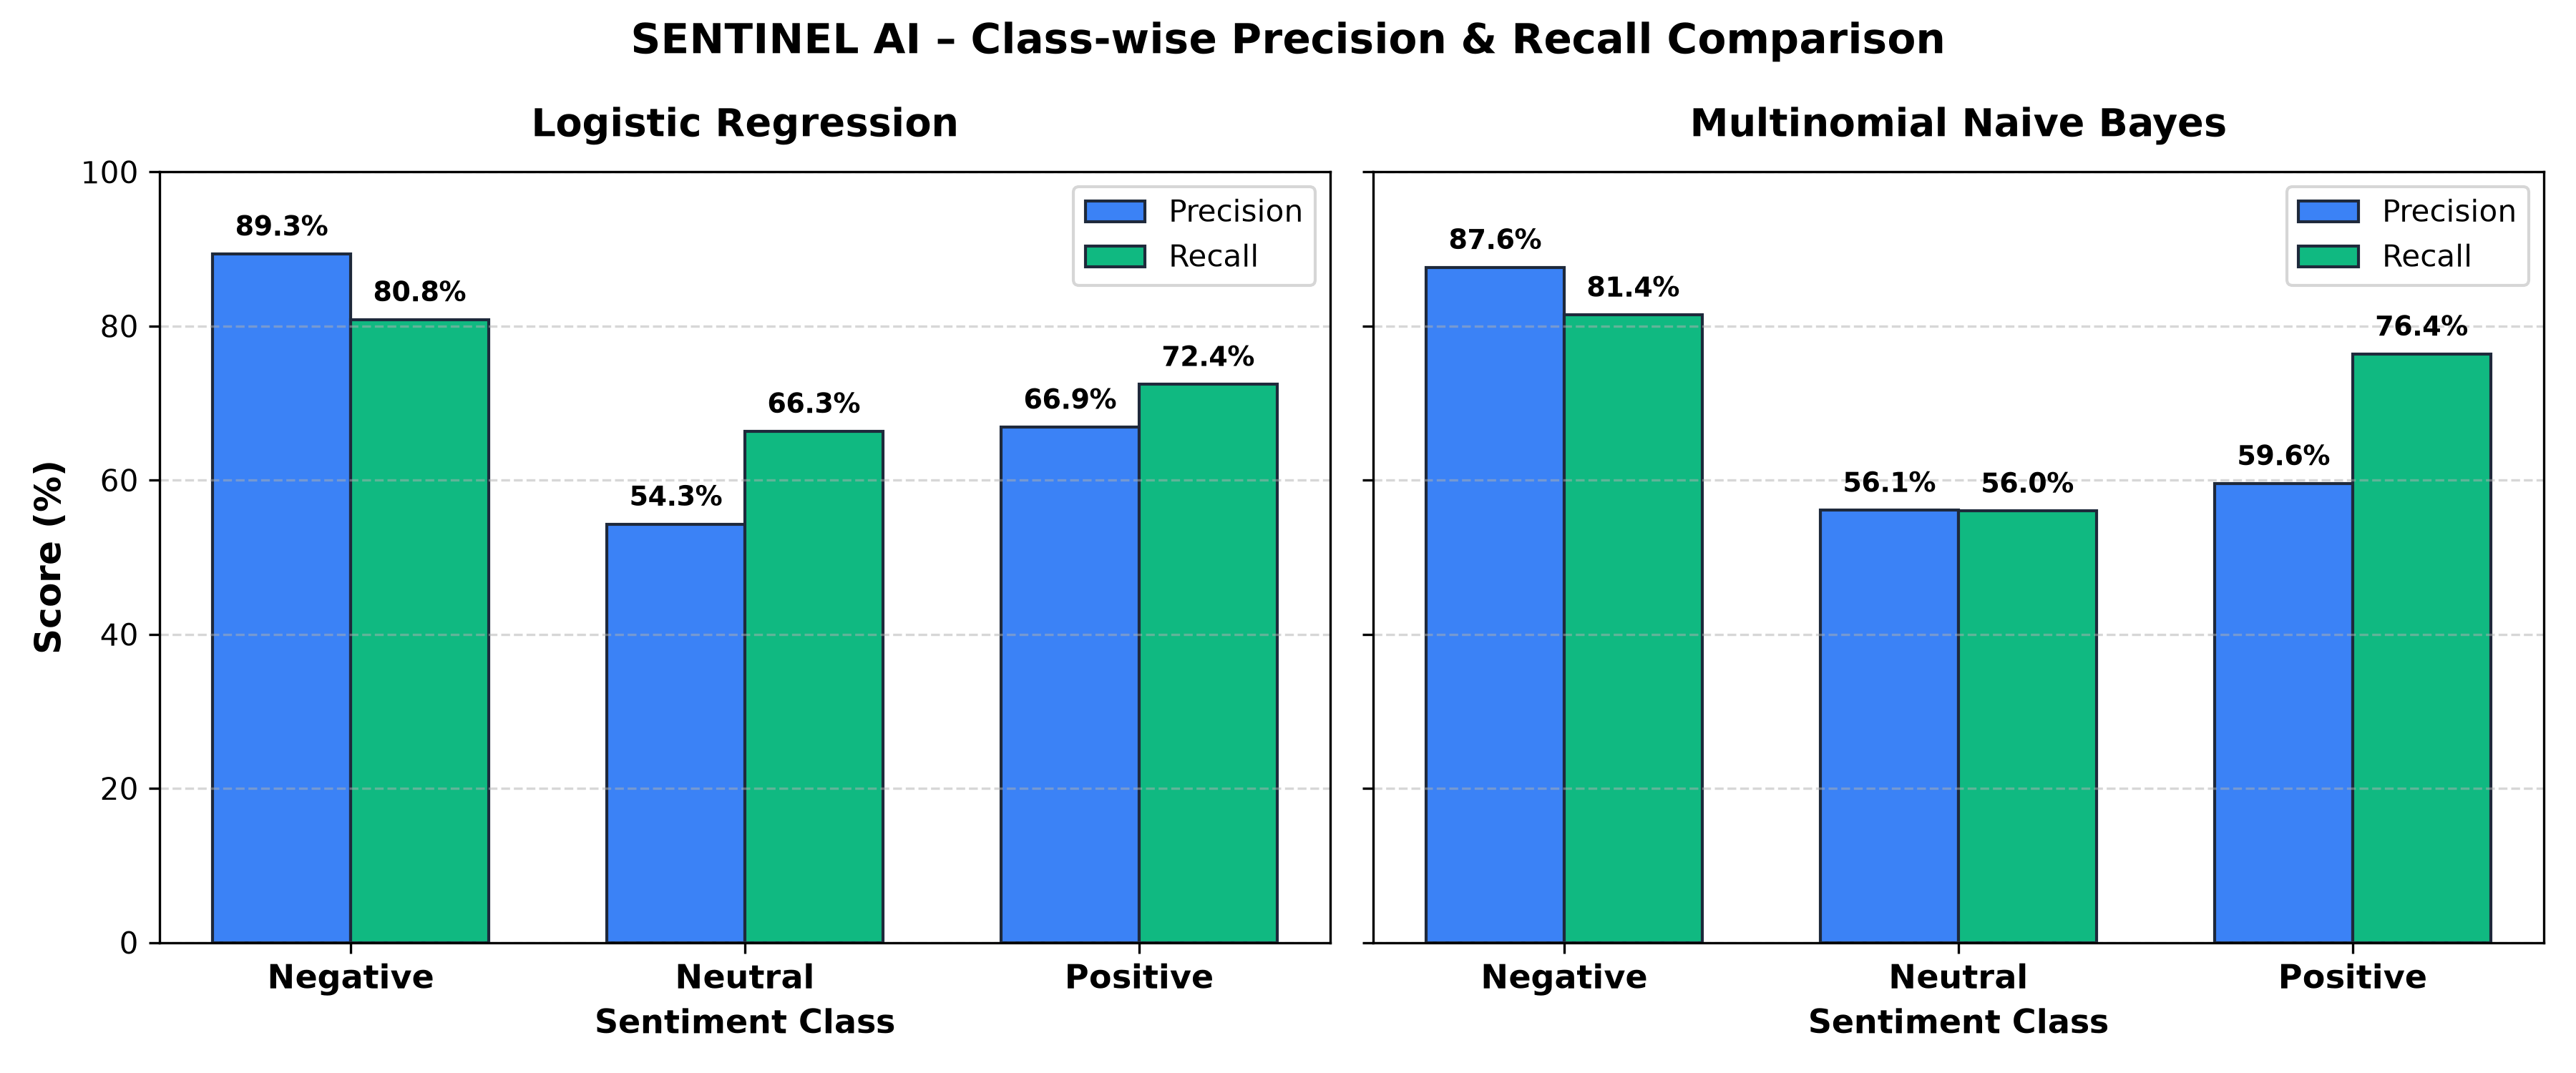 SENTINEL AI – Class-wise Precision & Recall Comparison
Logistic Regression
Score (%)
100
80
60
40
20
0
Precision
Recall
89.3%
80.8%
54.3%
66.3%
66.9%
72.4%
Negative
Neutral
Positive
Sentiment Class
Multinomial Naive Bayes
Precision
Recall
87.6%
81.4%
56.1%
56.0%
59.6%
76.4%
Negative
Neutral
Positive
Sentiment Class